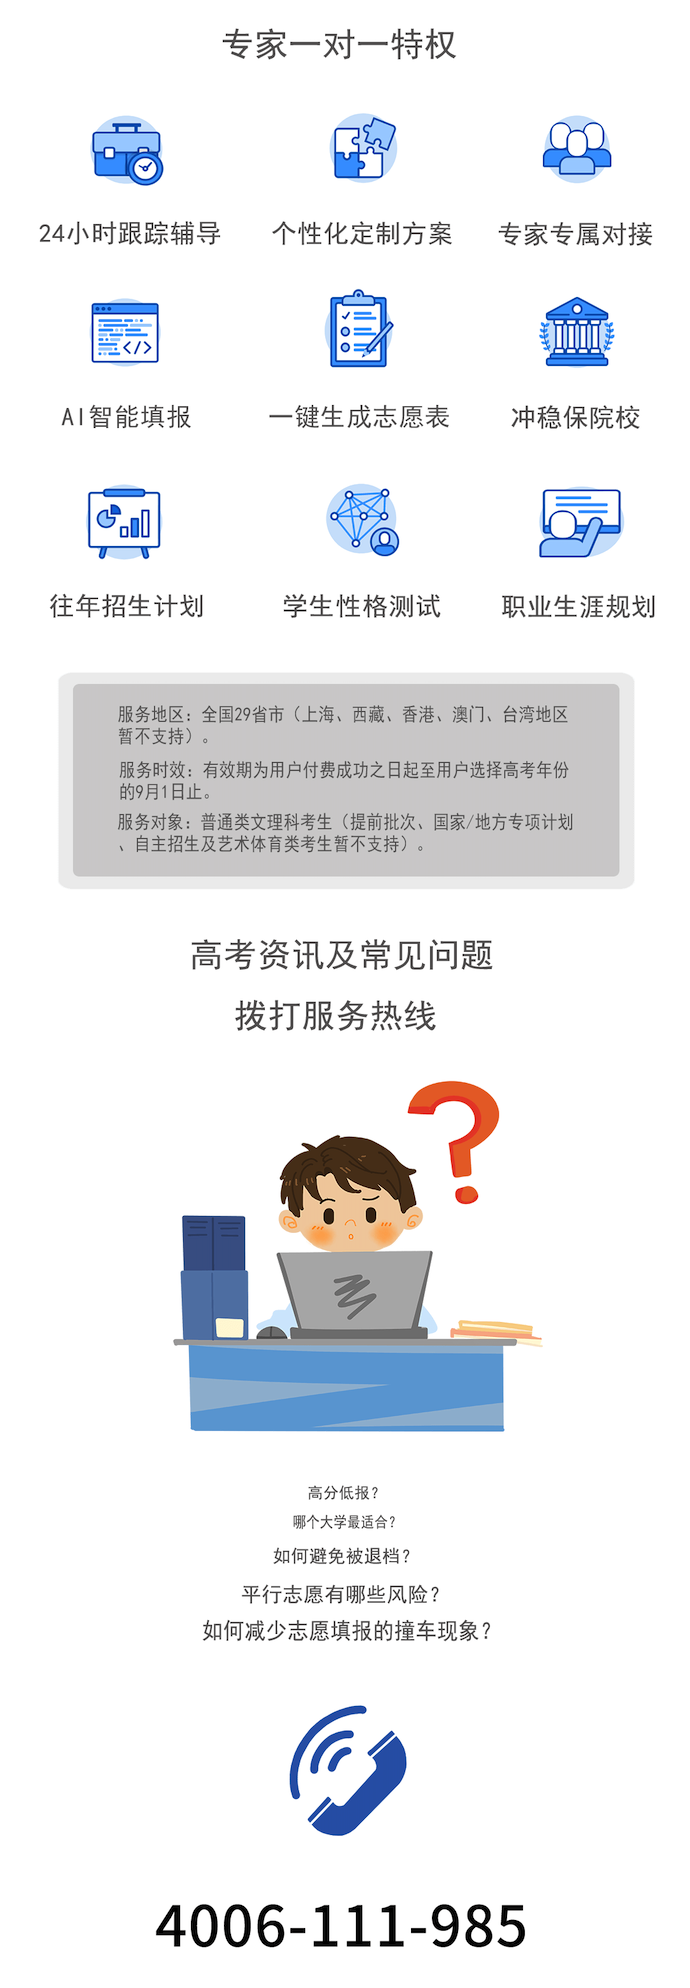 专家一对一特权
24小时跟踪辅导
个性化定制方案
专家专属对接
AI智能填报
一键生成志愿表
冲稳保院校
往年招生计划
学生性格测试
职业生涯规划
服务地区：全国29省市（上海、西藏、香港、澳门、台湾地区
暂不支持）。
服务时效：有效期为用户付费成功之日起至用户选择高考年份
的9月1日止。
服务对象：普通类文理科考生（提前批次、国家/地方专项计划
、自主招生及艺术体育类考生暂不支持）。
高考资讯及常见问题
拨打服务热线
高分低报?
哪个大学最适合?
如何避免被退档?
平行志愿有哪些风险?
如何减少志愿填报的撞车现象?
4006-111-985